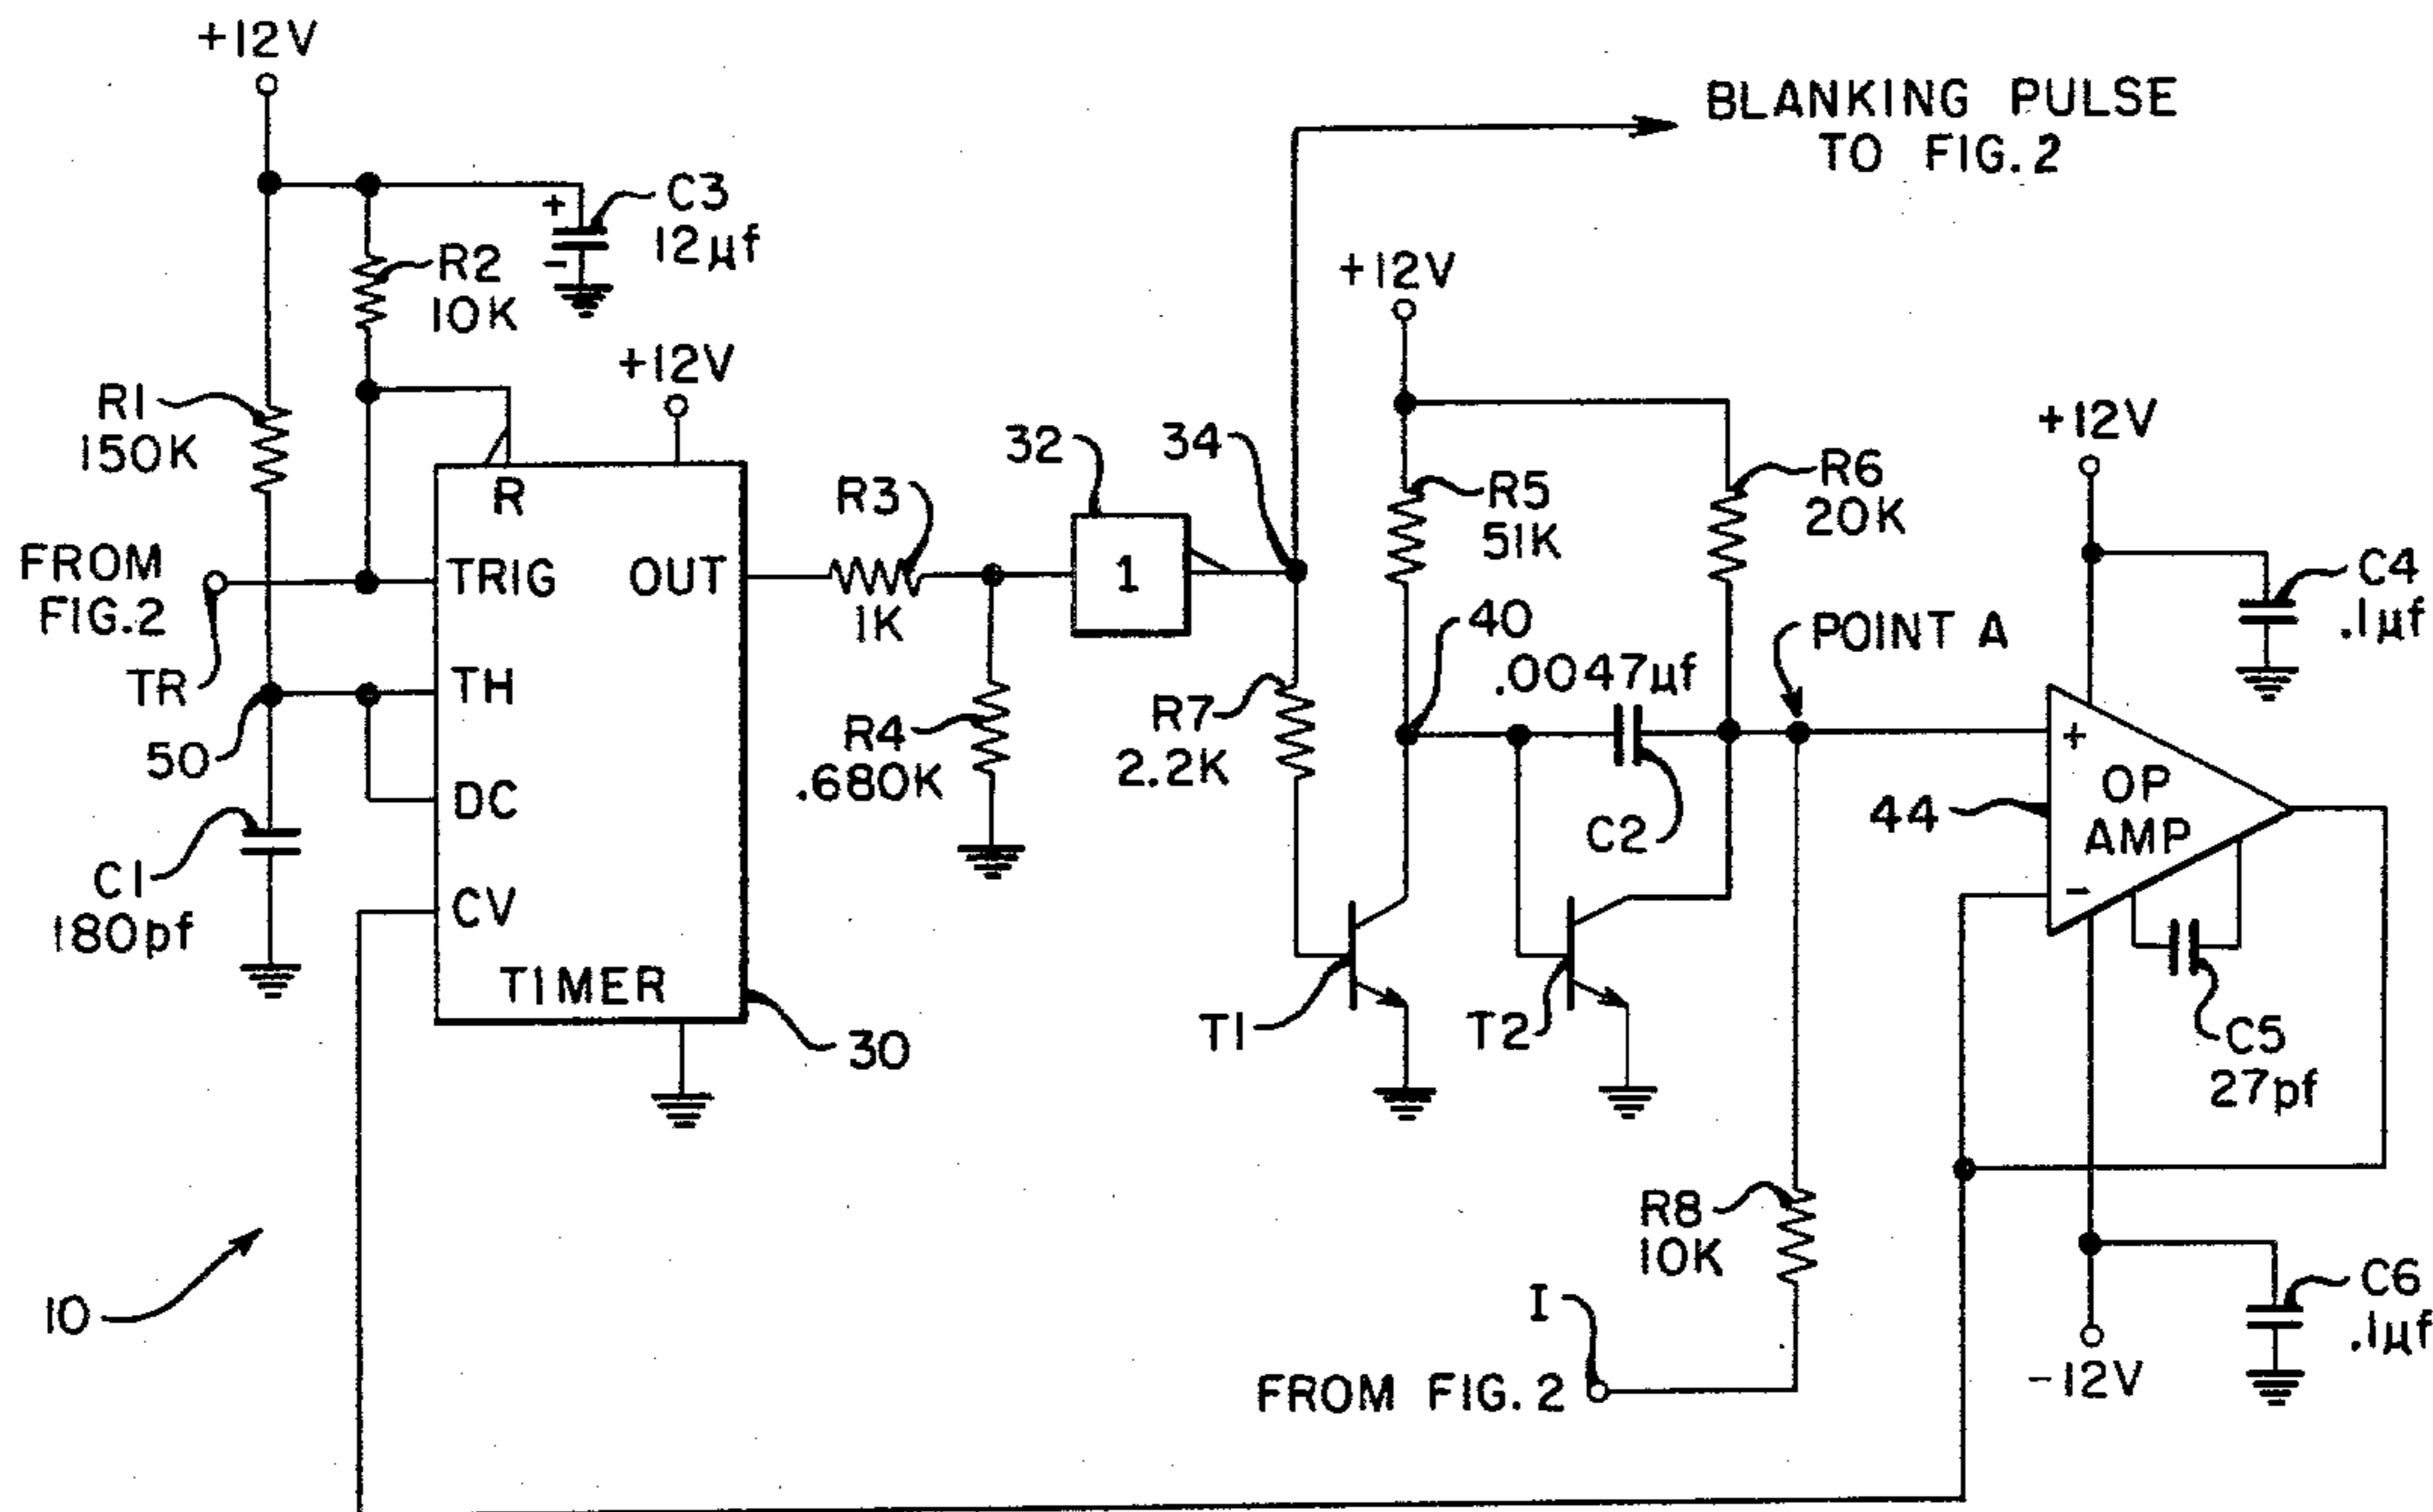 +12V
BLANKING PULSE
TO FIG.2
C3
12µf
+
−
R2
10K
+12V
+12V
R1
150K
32
34
R3
1K
R5
51K
R6
20K
+12V
C4
.1µf
R
TRIG
OUT
1
FROM
FIG.2
TR
TH
50
DC
CV
TIMER
30
C1
180pf
R4
.680K
R7
2.2K
40
.0047µf
C2
POINT A
T1
T2
44
+
OP
AMP
−
C5
27pf
R8
10K
I
FROM FIG. 2
C6
.1µf
-12V
10